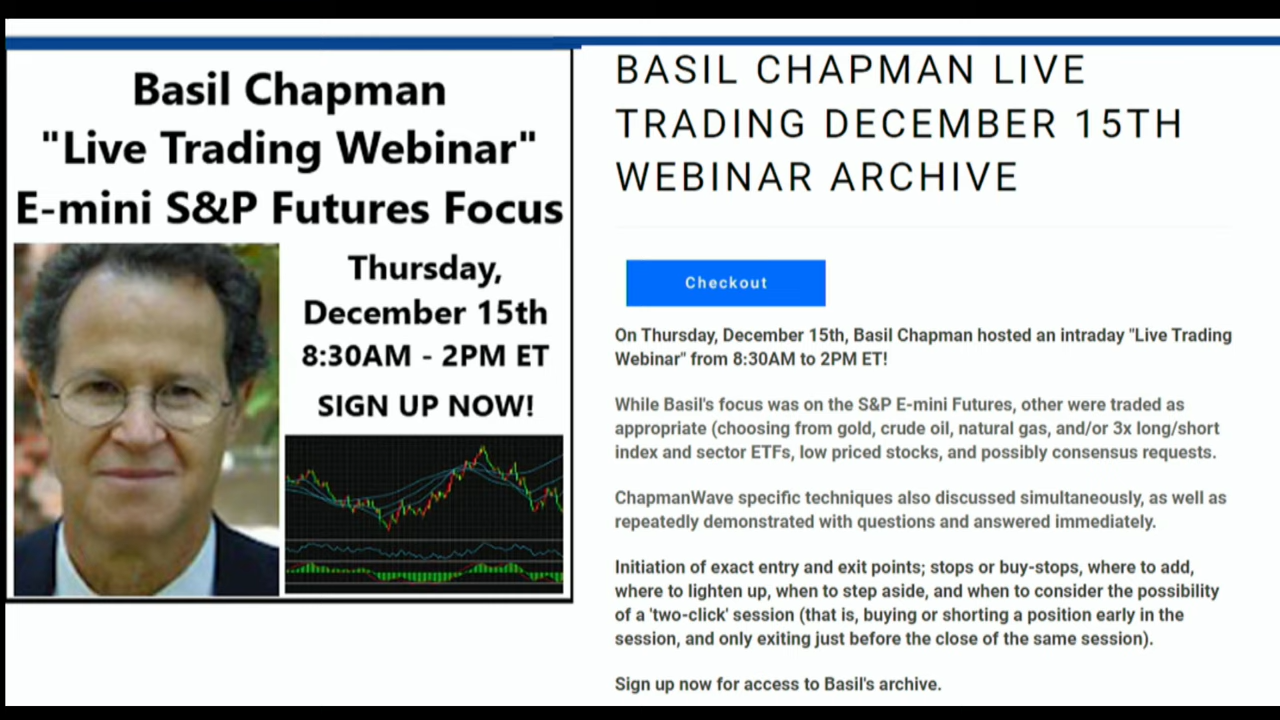 Basil Chapman
"Live Trading Webinar"
E-mini S&P Futures Focus
Thursday,
December 15th
8:30AM - 2PM ET
SIGN UP NOW!
BASIL CHAPMAN LIVE
TRADING DECEMBER 15TH
WEBINAR ARCHIVE
Checkout
On Thursday, December 15th, Basil Chapman hosted an intraday "Live Trading
Webinar" from 8:30AM to 2PM ET!
While Basil's focus was on the S&P E-mini Futures, other were traded as
appropriate (choosing from gold, crude oil, natural gas, and/or 3x long/short
index and sector ETFs, low priced stocks, and possibly consensus requests.
ChapmanWave specific techniques also discussed simultaneously, as well as
repeatedly demonstrated with questions and answered immediately.
Initiation of exact entry and exit points; stops or buy-stops, where to add,
where to lighten up, when to step aside, and when to consider the possibility
of a 'two-click' session (that is, buying or shorting a position early in the
session, and only exiting just before the close of the same session).
Sign up now for access to Basil's archive.